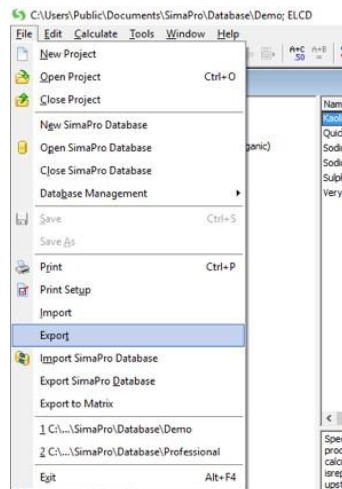 C:\Users\Public\Documents\SimaPro\Database\Demo; ELCD
File Edit Calculate Tools Window Help
New Project
A+C A+B
50 =
Open Project Ctrl+O
Close Project
Nam
Kaoli
New SimaPro Database
Quic
Open SimaPro Database
ganic)
Sodi
Sodi
Close SimaPro Database
Sulph
Database Management
Very
Save Ctrl+S
Save As
Print Ctrl+P
Print Setup
Import
Export
Import SimaPro Database
Export SimaPro Database
Export to Matrix
1 C:\...\SimaPro\Database\Demo
2 C:\...\SimaPro\Database\Professional
Spec
proc
calcu
isrep
upst
Exit Alt+F4